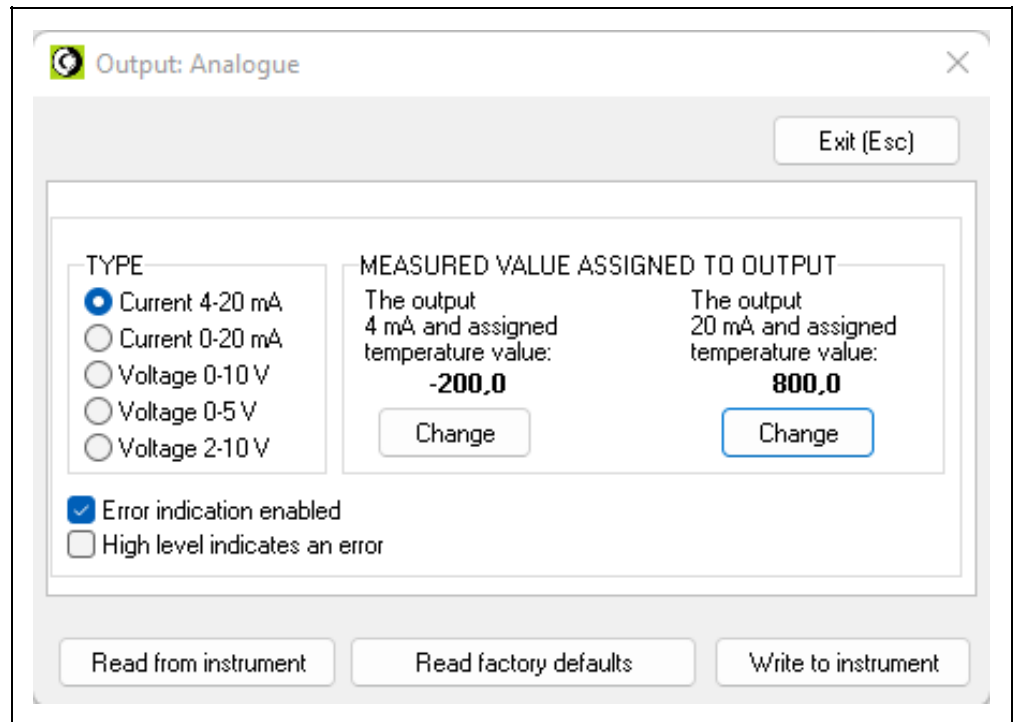 Output: Analogue
Exit (Esc)
TYPE
Current 4-20 mA
Current 0-20 mA
Voltage 0-10 V
Voltage 0-5 V
Voltage 2-10 V
MEASURED VALUE ASSIGNED TO OUTPUT
The output
4 mA and assigned
temperature value:
-200,0
Change
The output
20 mA and assigned
temperature value:
800,0
Change
Error indication enabled
High level indicates an error
Read from instrument
Read factory defaults
Write to instrument